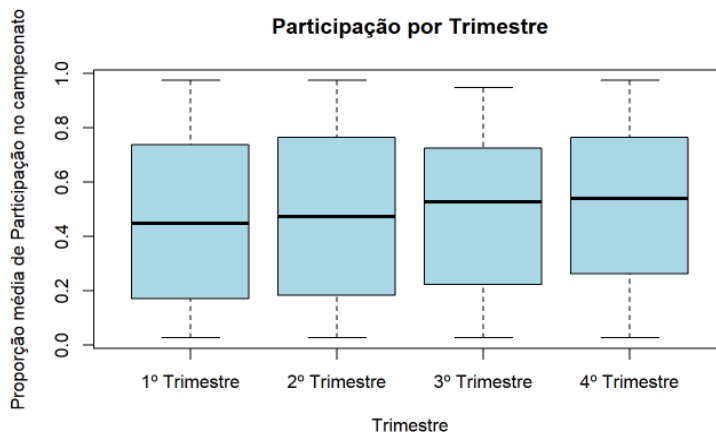 Participação por Trimestre
Proporção média de Participação no campeonato
1.0
0.8
0.6
0.4
0.2
0.0
1º Trimestre 2º Trimestre 3º Trimestre 4º Trimestre
Trimestre